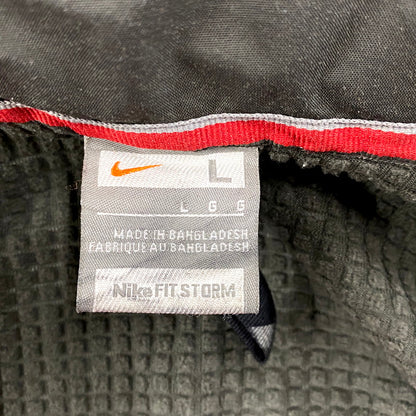 L
L G G
MADE IN BANGLADESH
FABRIQUE AU BANGLADESH
Nike FIT STORM